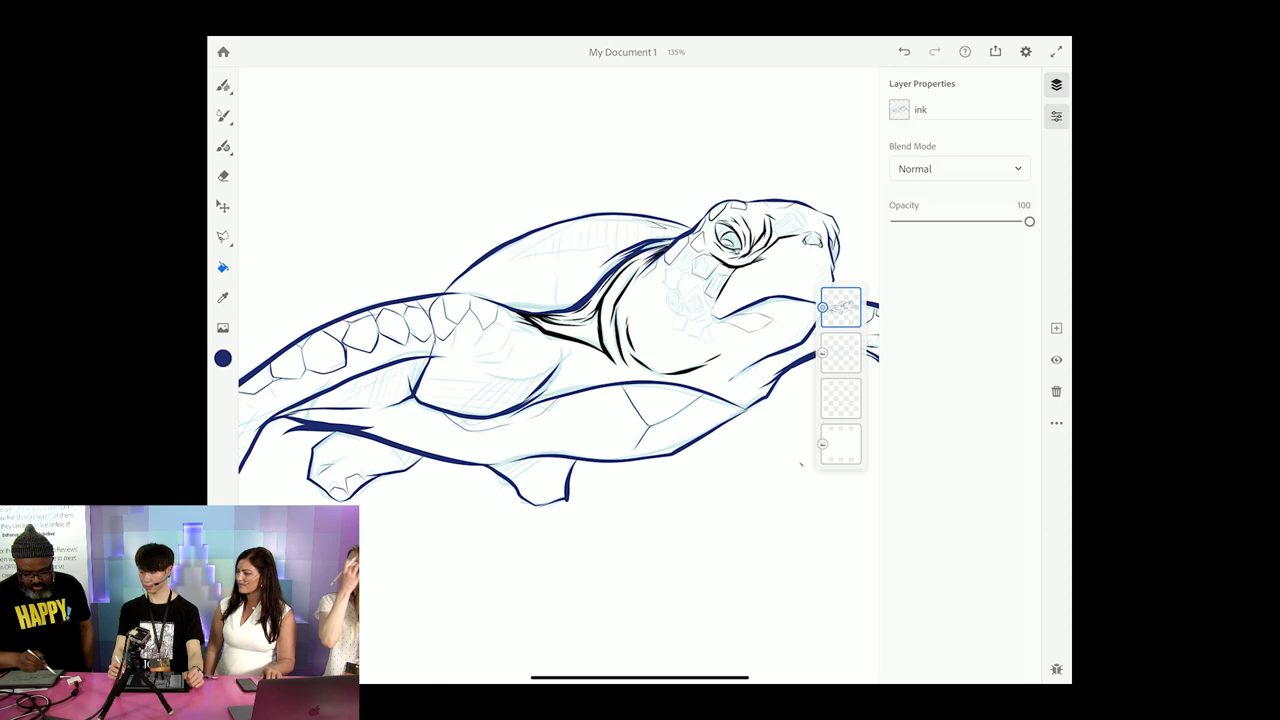 My Document 1 135%
Layer Properties
ink
Blend Mode
Normal
Opacity 100
HAPPY!